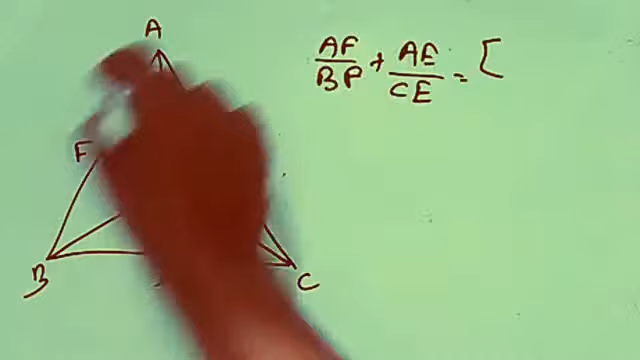 A
F
B
C
AF/BP + AE/CE = [